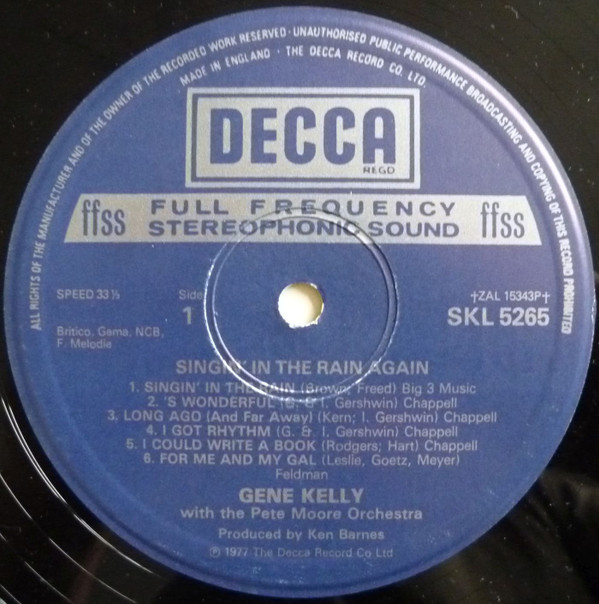 ALL RIGHTS OF THE MANUFACTURER AND OF THE OWNER OF THE RECORDED WORK RESERVED · UNAUTHORISED PUBLIC PERFORMANCE BROADCASTING AND COPYING OF THIS RECORD PROHIBITED
MADE IN ENGLAND · THE DECCA RECORD CO. LTD.
DECCA
REGD
ffss FULL FREQUENCY ffss
STEREOPHONIC SOUND
SPEED 33⅓ Side †ZAL 15343P†
1 SKL 5265
Britico, Gema, NCB,
F. Melodie
SINGIN' IN THE RAIN AGAIN
1. SINGIN' IN THE RAIN (Brown; Freed) Big 3 Music
2. 'S WONDERFUL (G. & I. Gershwin) Chappell
3. LONG AGO (And Far Away) (Kern; I. Gershwin) Chappell
4. I GOT RHYTHM (G. & I. Gershwin) Chappell
5. I COULD WRITE A BOOK (Rodgers; Hart) Chappell
6. FOR ME AND MY GAL (Leslie, Goetz, Meyer)
Feldman
GENE KELLY
with the Pete Moore Orchestra
Produced by Ken Barnes
℗ 1977 The Decca Record Co Ltd